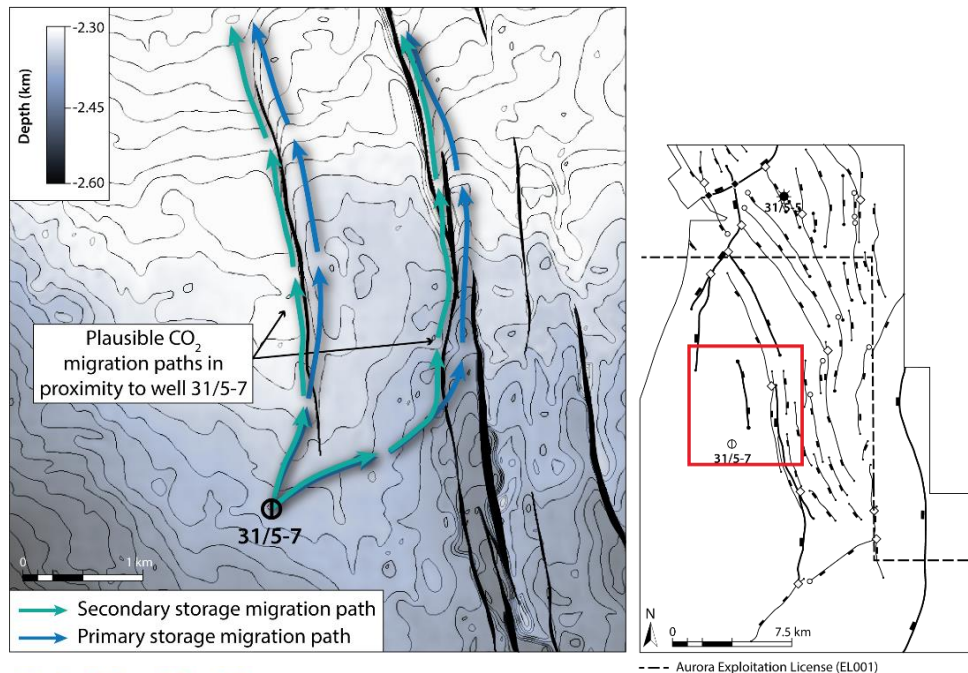 Depth (km)
-2.30
-2.45
-2.60
Plausible CO2
migration paths in
proximity to well 31/5-7
31/5-7
0 1 km
Secondary storage migration path
Primary storage migration path
31/5-5
31/5-7
N
0 7.5 km
Aurora Exploitation License (EL001)